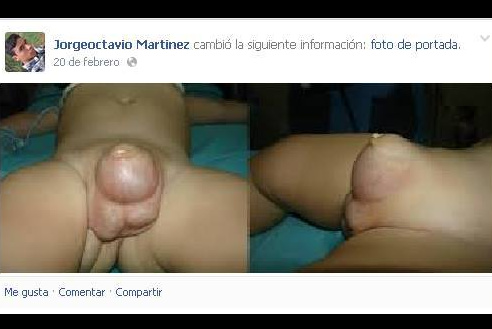 Jorgeoctavio Martinez cambió la siguiente información: foto de portada.
20 de febrero
Me gusta · Comentar · Compartir